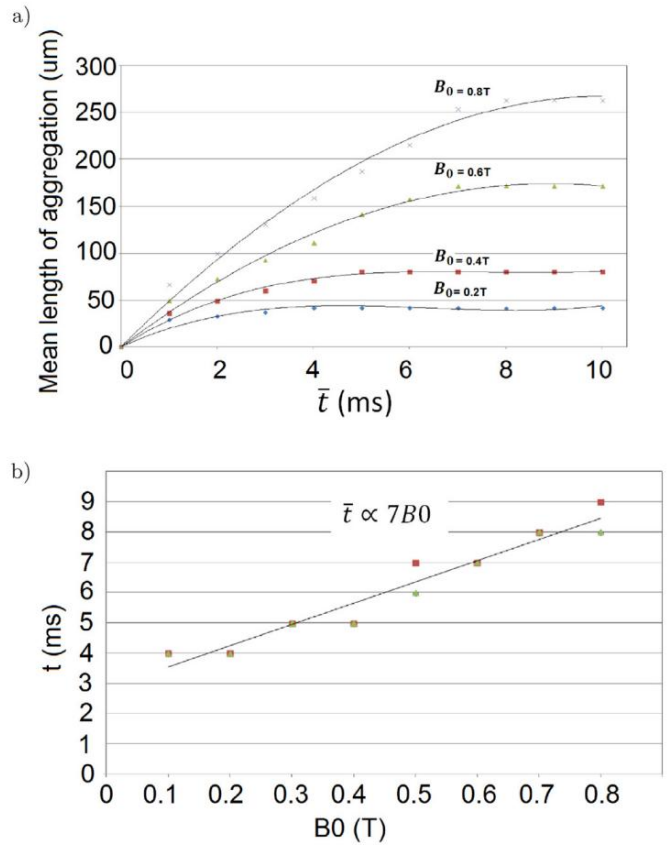 a)
Mean length of aggregation (um)
300
250
200
150
100
50
0
B₀ = 0.8T
B₀ = 0.6T
B₀ = 0.4T
B₀ = 0.2T
0 2 4 6 8 10
t̄ (ms)
b)
t (ms)
9
8
7
6
5
4
3
2
1
0
t̄ ∝ 7B0
0 0.1 0.2 0.3 0.4 0.5 0.6 0.7 0.8
B0 (T)